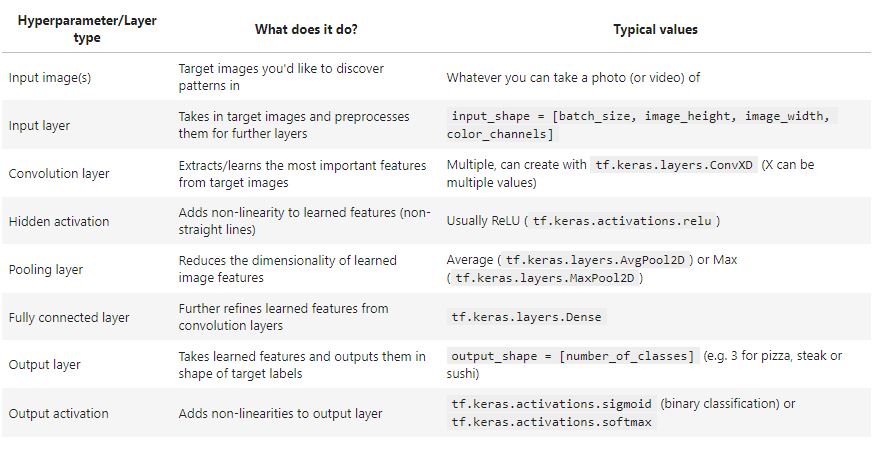 Hyperparameter/Layer type
What does it do?
Typical values
Input image(s)
Target images you'd like to discover
patterns in
Whatever you can take a photo (or video) of
Input layer
Takes in target images and preprocesses
them for further layers
input_shape = [batch_size, image_height, image_width,
color_channels]
Convolution layer
Extracts/learns the most important features
from target images
Multiple, can create with tf.keras.layers.ConvXD (X can be
multiple values)
Hidden activation
Adds non-linearity to learned features (non-
straight lines)
Usually ReLU (tf.keras.activations.relu)
Pooling layer
Reduces the dimensionality of learned
image features
Average (tf.keras.layers.AvgPool2D) or Max
(tf.keras.layers.MaxPool2D)
Fully connected layer
Further refines learned features from
convolution layers
tf.keras.layers.Dense
Output layer
Takes learned features and outputs them in
shape of target labels
output_shape = [number_of_classes] (e.g. 3 for pizza, steak or
sushi)
Output activation
Adds non-linearities to output layer
tf.keras.activations.sigmoid (binary classification) or
tf.keras.activations.softmax